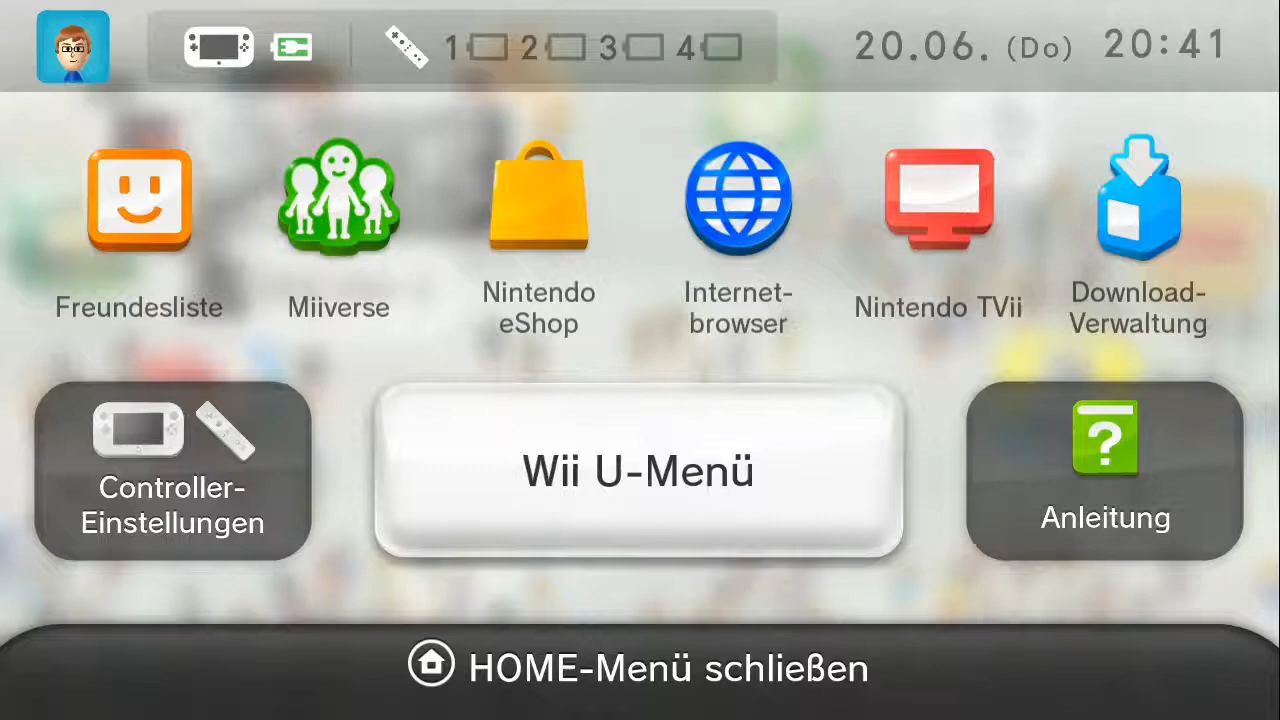 1 2 3 4 20.06. (Do) 20:41
Freundesliste
Miiverse
Nintendo
eShop
Internet-
browser
Nintendo TVii
Download-
Verwaltung
Controller-
Einstellungen
Wii U-Menü
?
Anleitung
HOME-Menü schließen